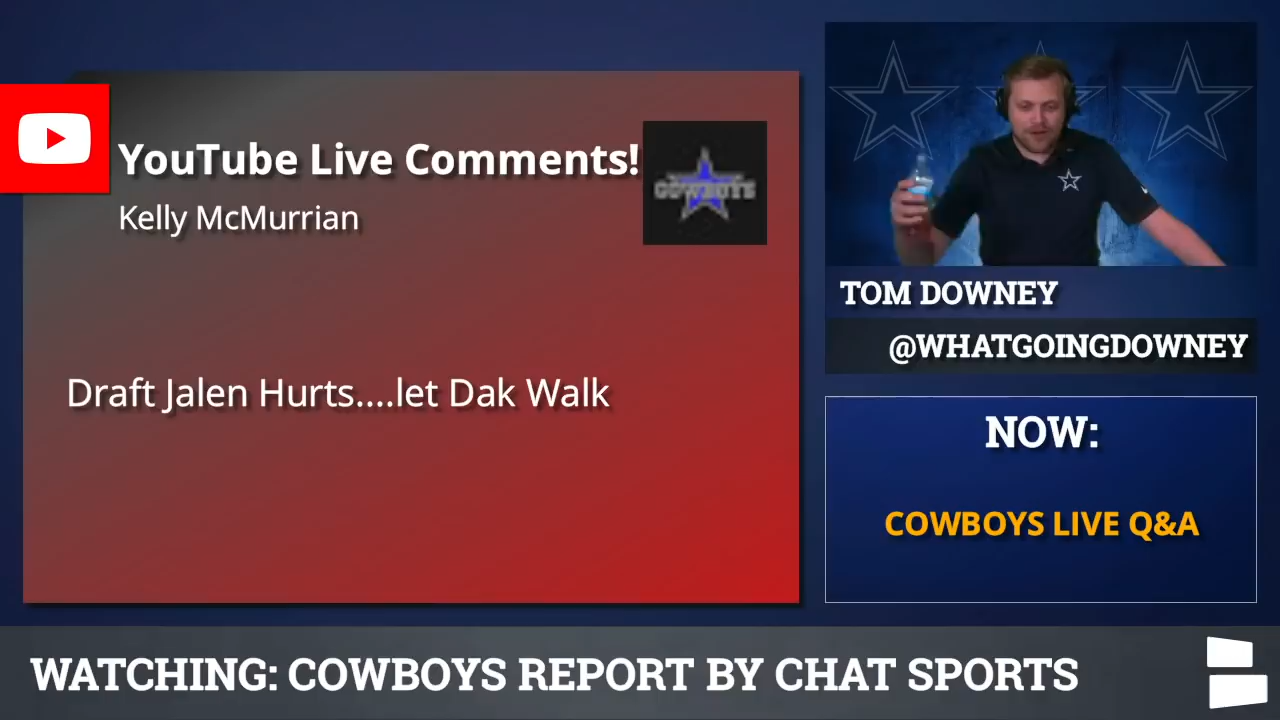 YouTube Live Comments!
Kelly McMurrian
COWBOYS
Draft Jalen Hurts....let Dak Walk
TOM DOWNEY
@WHATGOINGDOWNEY
NOW:
COWBOYS LIVE Q&A
WATCHING: COWBOYS REPORT BY CHAT SPORTS